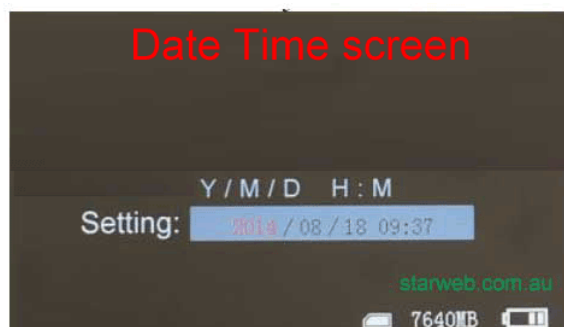 Date Time screen
Y / M / D H : M
Setting: 2014 / 08 / 18 09:37
starweb.com.au
7640MB